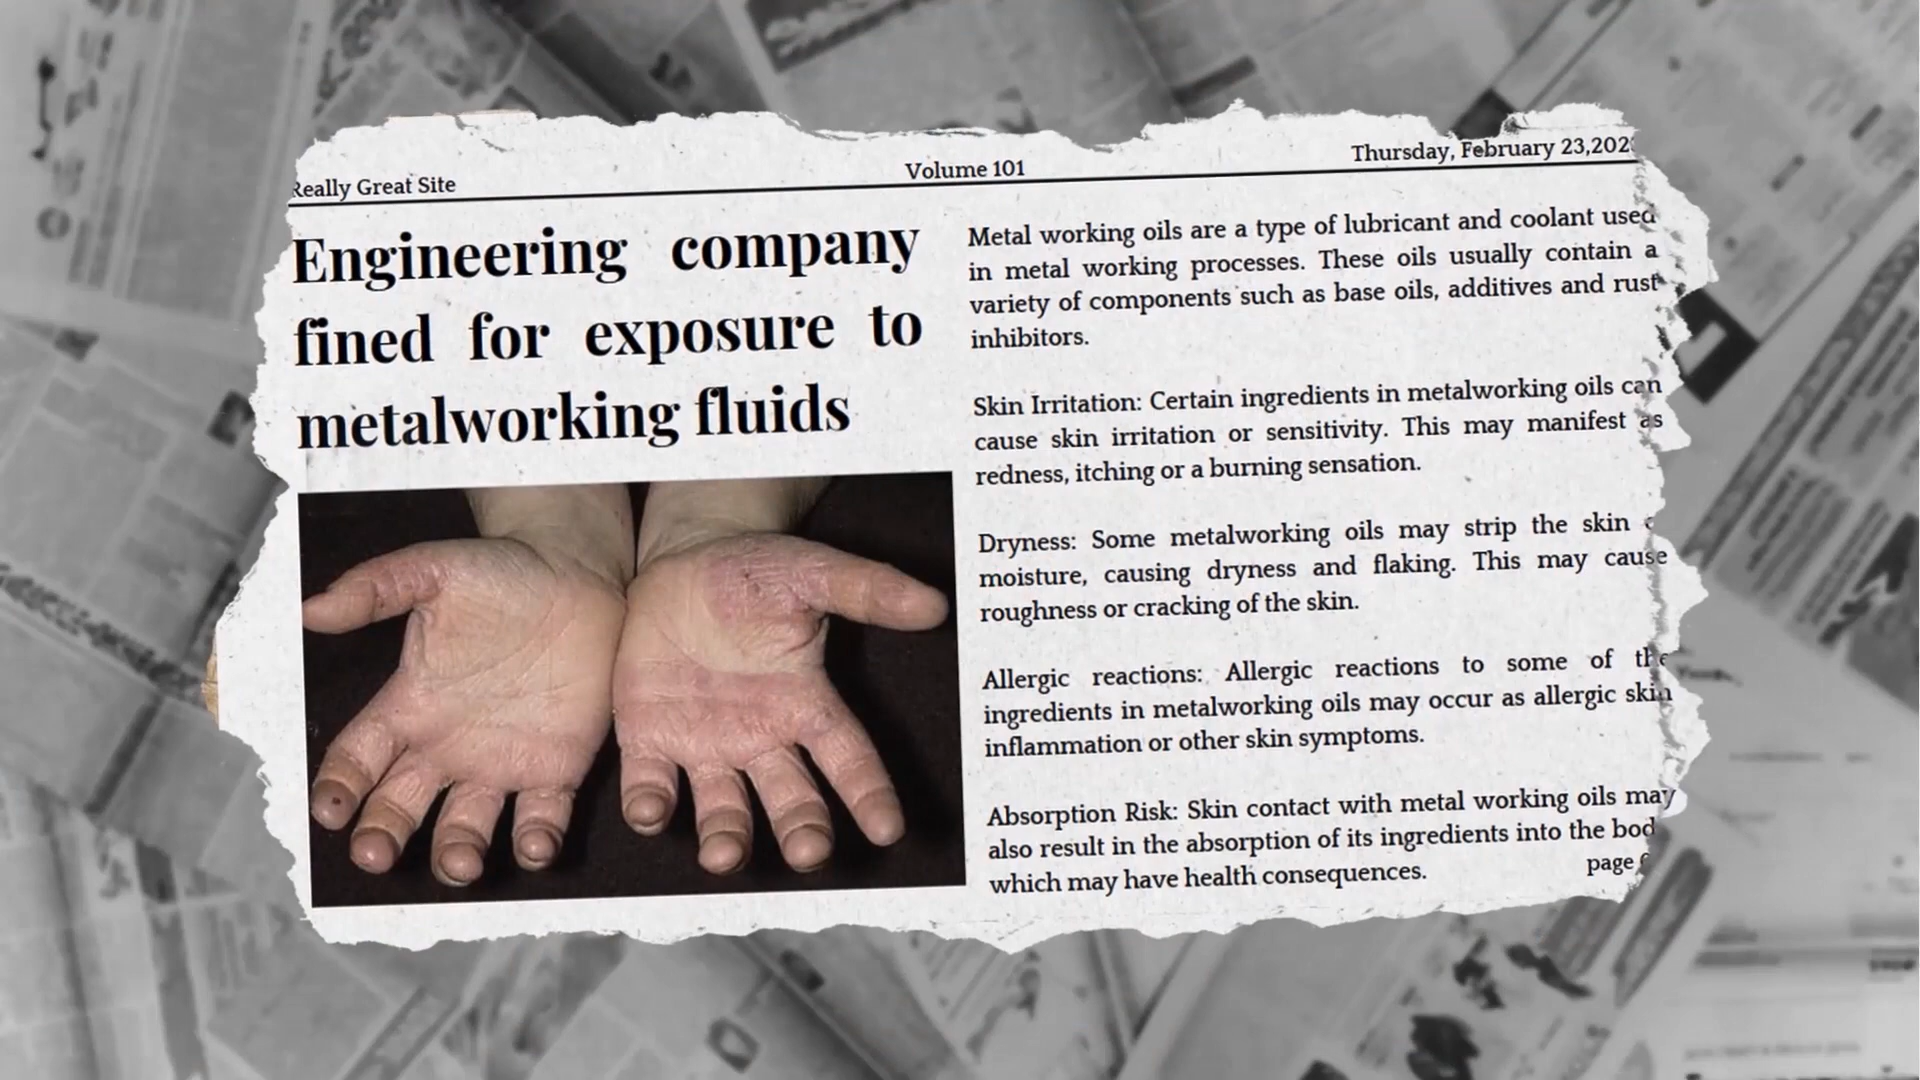 Really Great Site
Volume 101
Thursday, February 23,202
Engineering company
fined for exposure to
metalworking fluids
Metal working oils are a type of lubricant and coolant used
in metal working processes. These oils usually contain a
variety of components such as base oils, additives and rust
inhibitors.
Skin Irritation: Certain ingredients in metalworking oils can
cause skin irritation or sensitivity. This may manifest as
redness, itching or a burning sensation.
Dryness: Some metalworking oils may strip the skin
moisture, causing dryness and flaking. This may cause
roughness or cracking of the skin.
Allergic reactions: Allergic reactions to some of the
ingredients in metalworking oils may occur as allergic skin
inflammation or other skin symptoms.
Absorption Risk: Skin contact with metal working oils may
also result in the absorption of its ingredients into the bod
which may have health consequences.
page